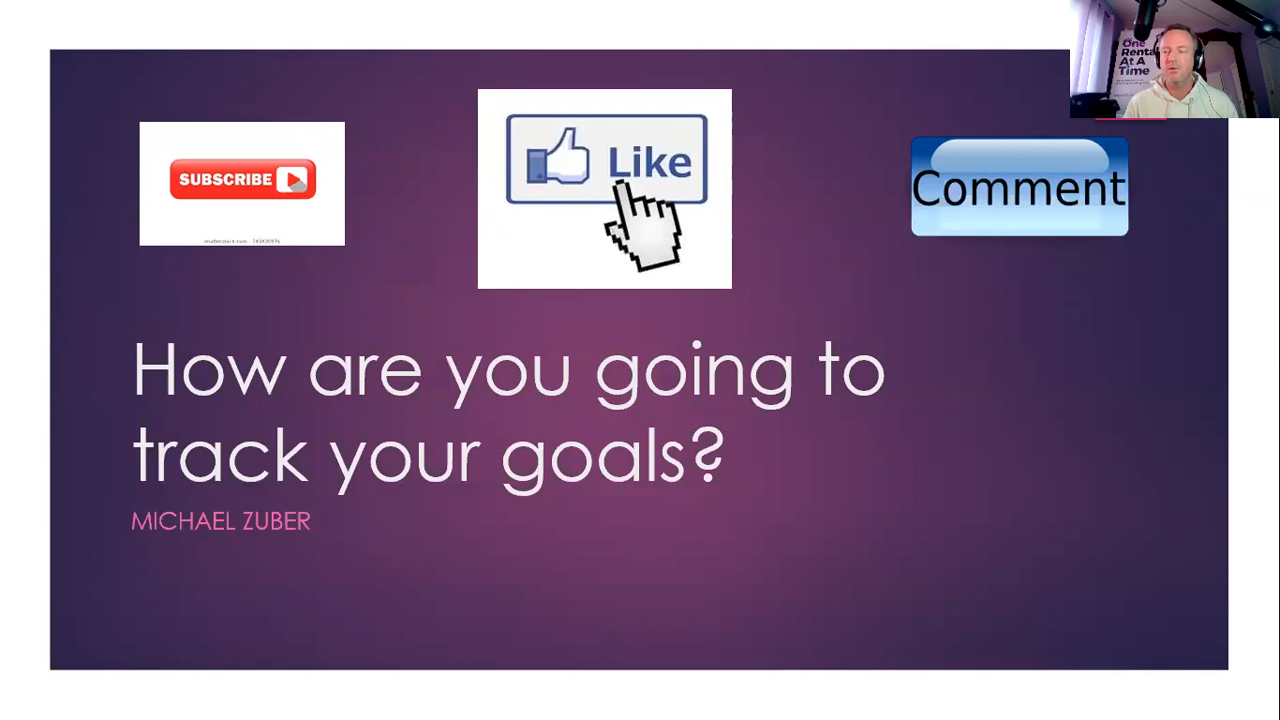 One
Rental
At A
Time
SUBSCRIBE
Like
Comment
How are you going to
track your goals?
MICHAEL ZUBER